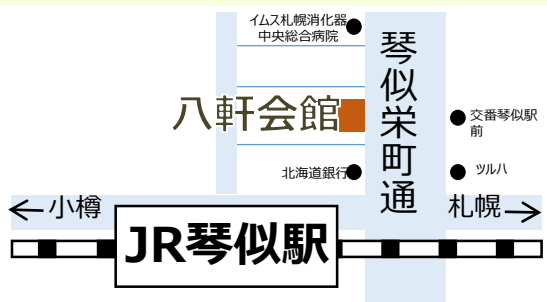 イムス札幌消化器
中央総合病院
琴似栄町通
八軒会館
交番琴似駅
前
北海道銀行
ツルハ
←小樽
札幌→
JR琴似駅